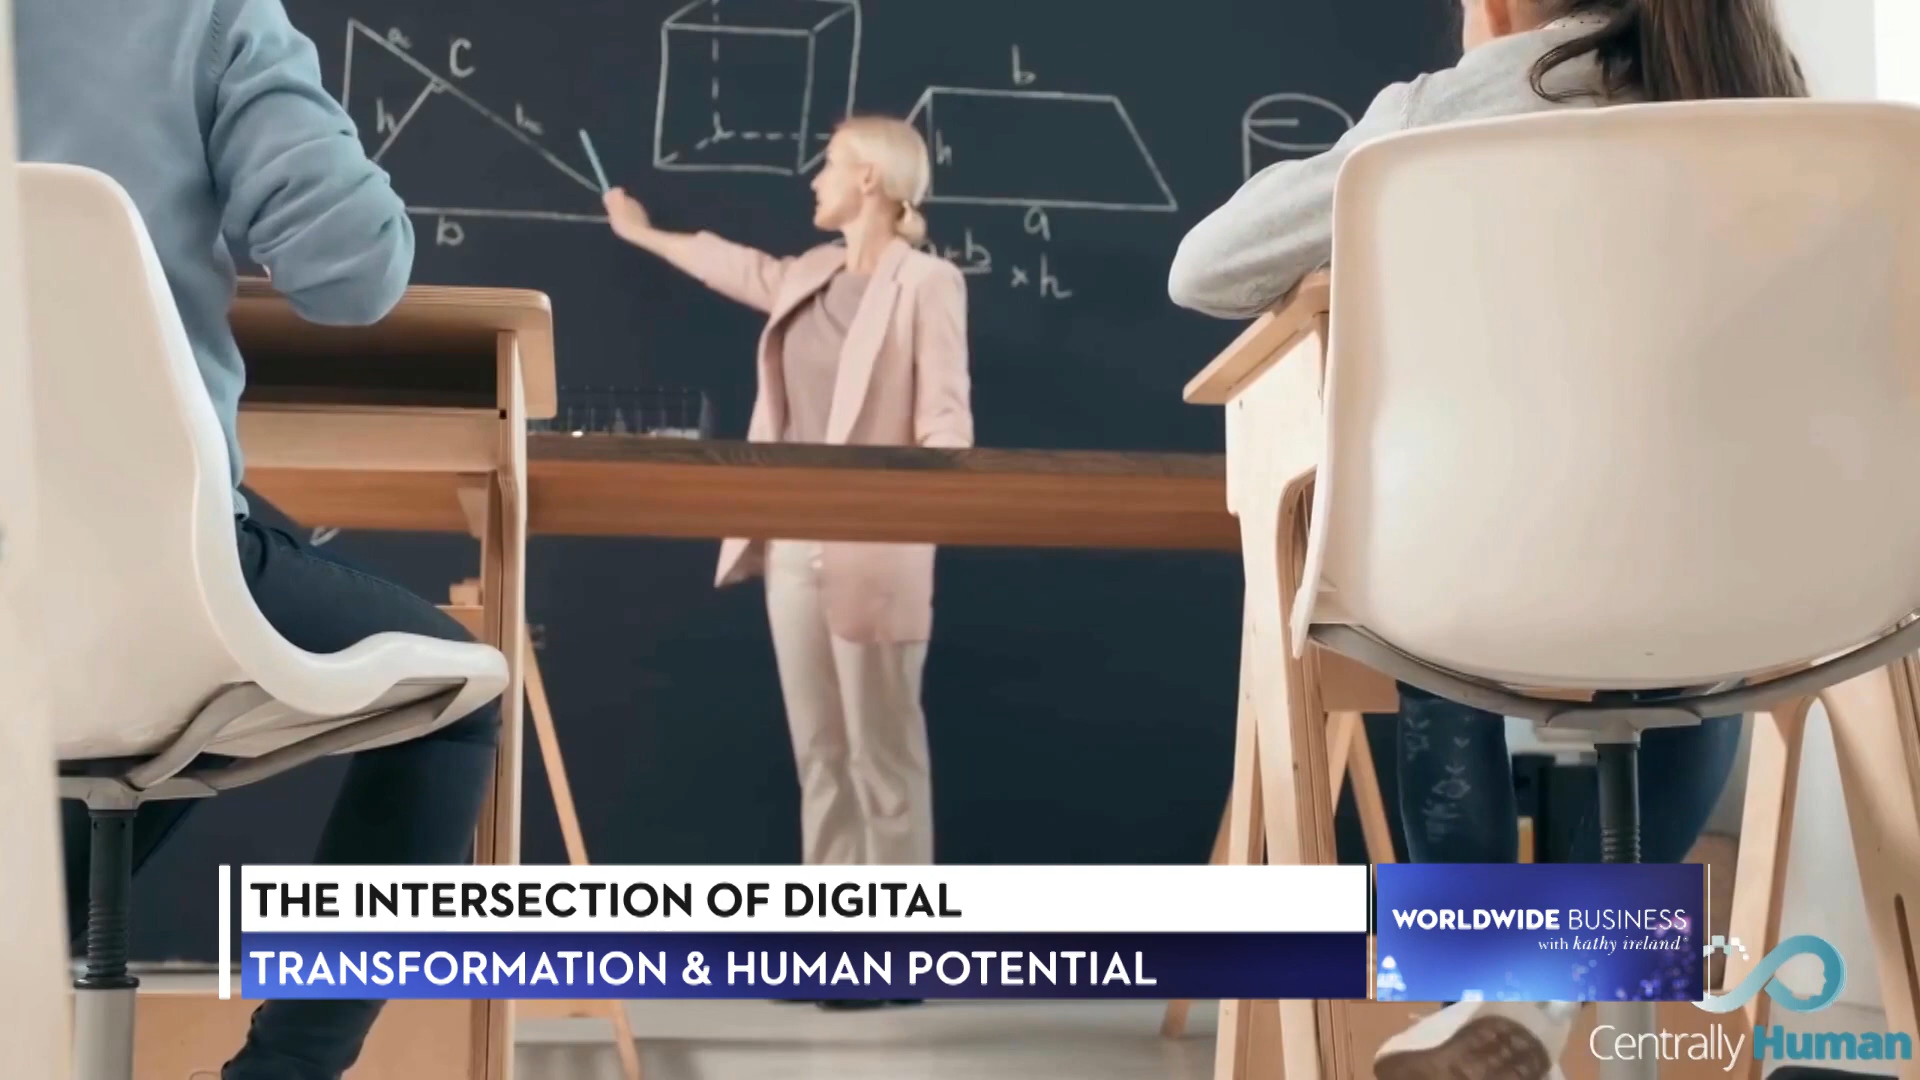 a
C
h
b
b
h
a
a+b
× h
THE INTERSECTION OF DIGITAL
TRANSFORMATION & HUMAN POTENTIAL
WORLDWIDE BUSINESS
with kathy ireland®
Centrally Human